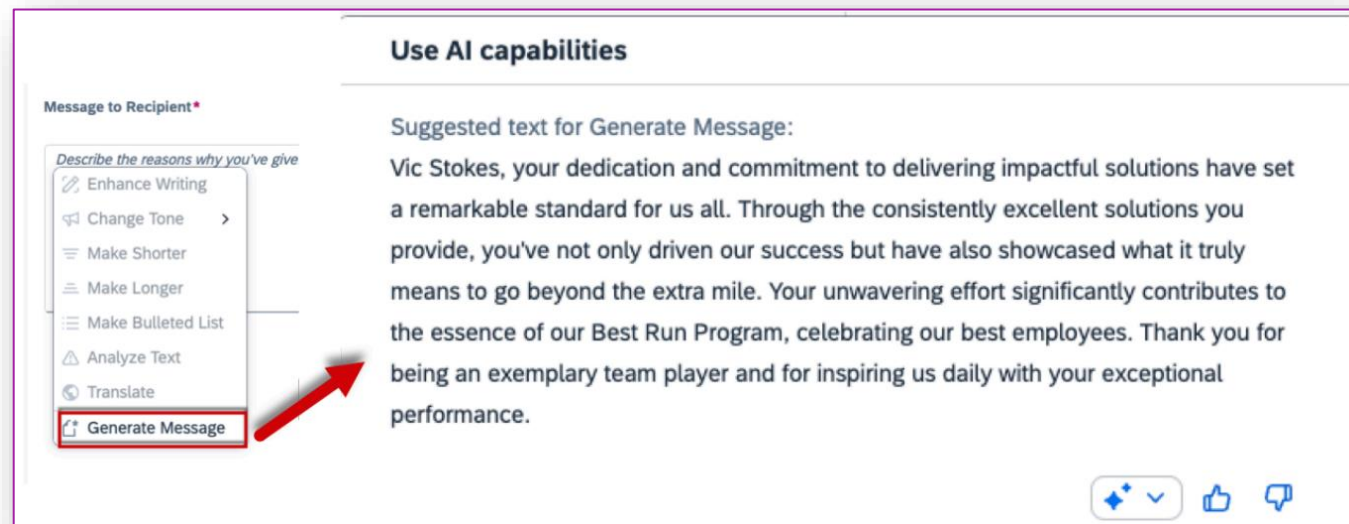 Message to Recipient*
Describe the reasons why you've give
Enhance Writing
Change Tone
Make Shorter
Make Longer
Make Bulleted List
Analyze Text
Translate
Generate Message
Use AI capabilities
Suggested text for Generate Message:
Vic Stokes, your dedication and commitment to delivering impactful solutions have set
a remarkable standard for us all. Through the consistently excellent solutions you
provide, you've not only driven our success but have also showcased what it truly
means to go beyond the extra mile. Your unwavering effort significantly contributes to
the essence of our Best Run Program, celebrating our best employees. Thank you for
being an exemplary team player and for inspiring us daily with your exceptional
performance.